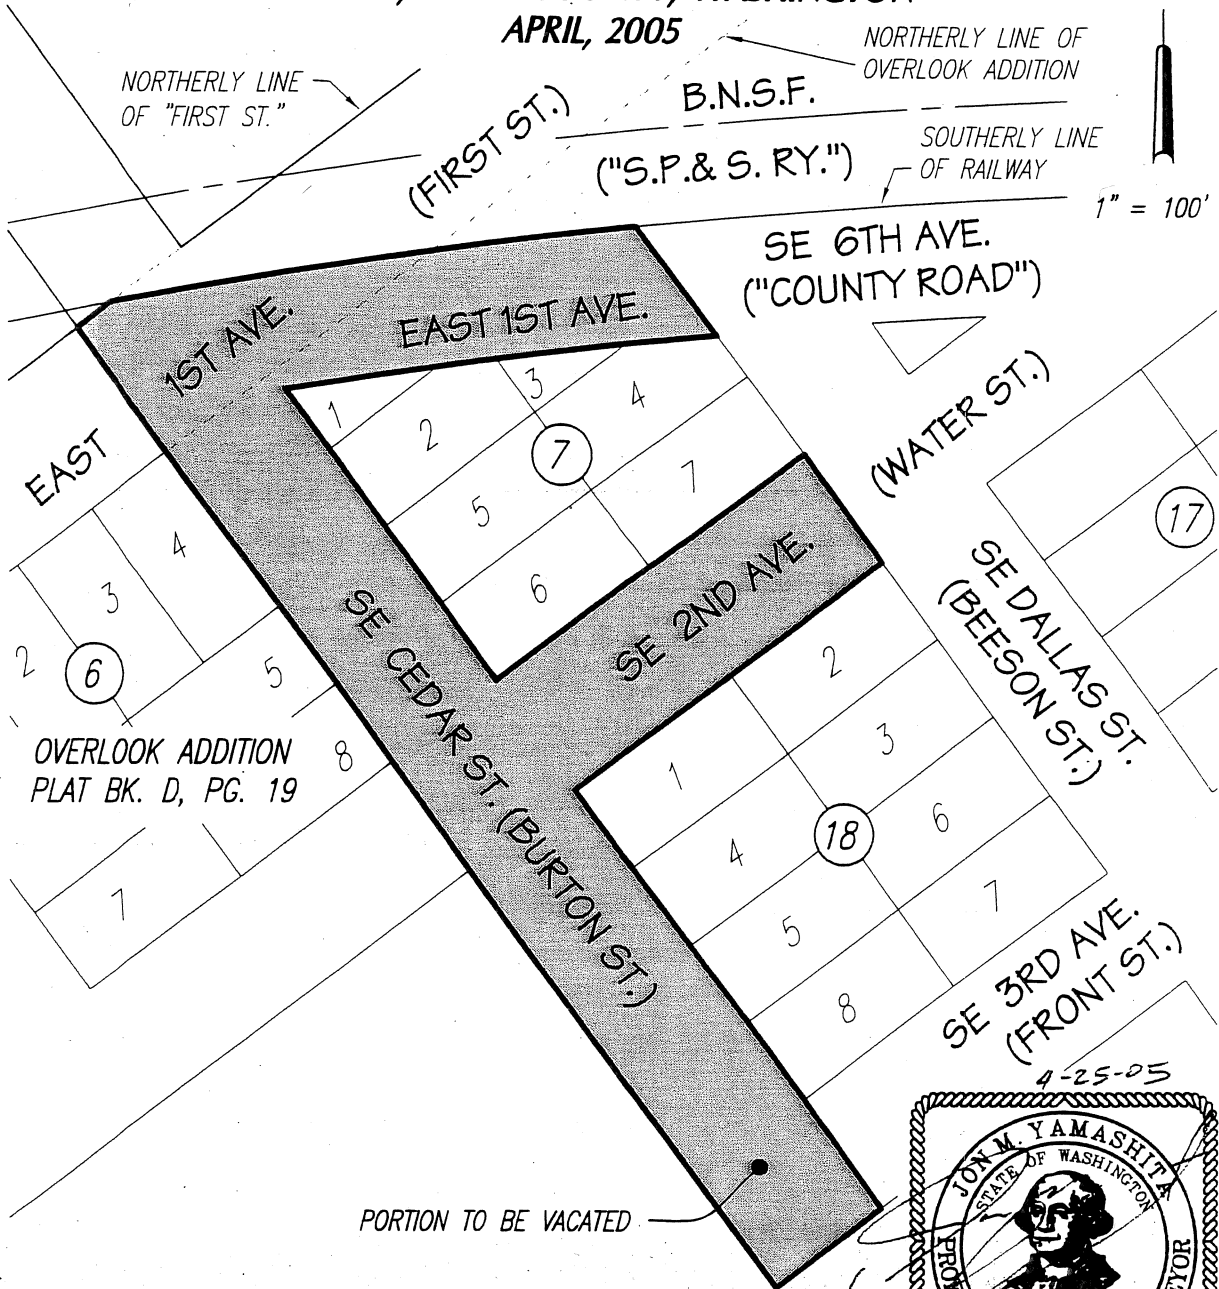 WASHINGTON
APRIL, 2005
NORTHERLY LINE
OF "FIRST ST."
NORTHERLY LINE OF
OVERLOOK ADDITION
(FIRST ST.)
B.N.S.F.
("S.P.& S. RY.")
SOUTHERLY LINE
OF RAILWAY
1" = 100'
SE 6TH AVE.
("COUNTY ROAD")
EAST 1ST AVE.
EAST 1ST AVE.
1
2
3
4
5
6
7
7
(WATER ST.)
17
2
3
4
5
6
8
7
OVERLOOK ADDITION
PLAT BK. D, PG. 19
SE CEDAR ST. (BURTON ST.)
SE 2ND AVE.
SE DALLAS ST.
(BEESON ST.)
1
2
3
4
5
6
7
8
18
SE 3RD AVE.
(FRONT ST.)
4-25-05
PORTION TO BE VACATED
JON M. YAMASHITA
STATE OF WASHINGTON